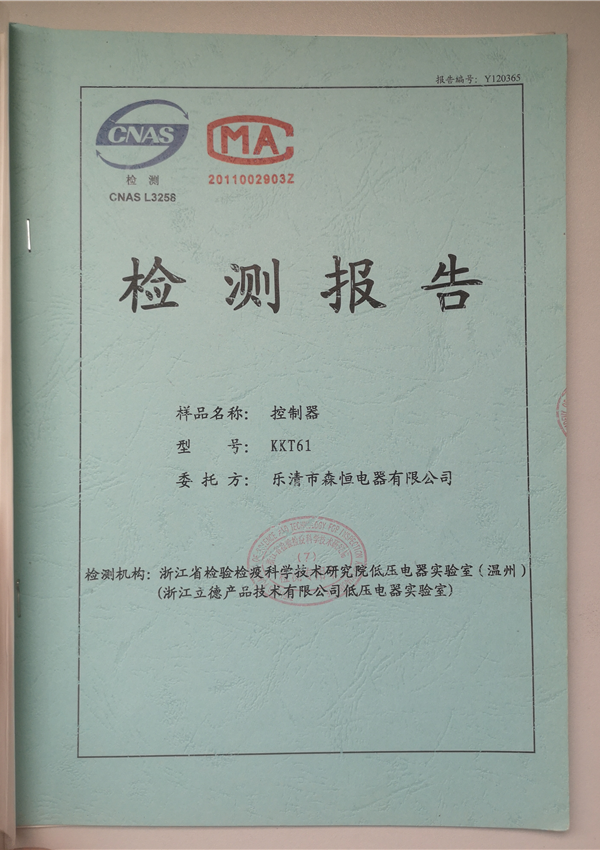 报告编号：Y120365
CNAS
MA
检 测
CNAS L3258
2011002903Z
检测报告
样品名称： 控制器
型 号： KKT61
委托方： 乐清市森恒电器有限公司
(7)
检测机构：浙江省检验检疫科学技术研究院低压电器实验室（温州）
(浙江立德产品技术有限公司低压电器实验室)